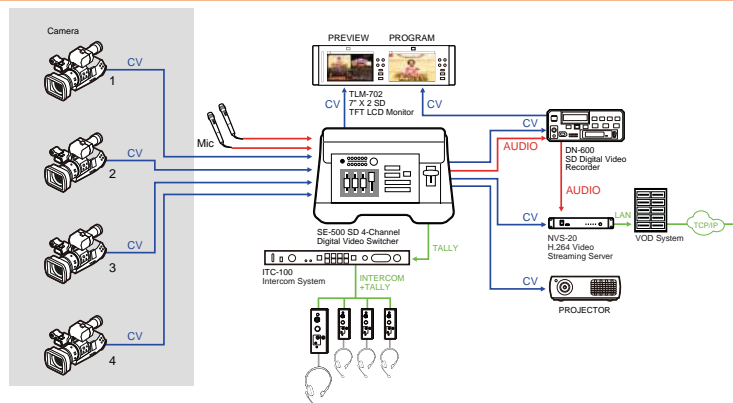 Camera
CV
1
CV
2
CV
3
CV
4
Mic
PREVIEW
PROGRAM
CV
TLM-702
7" X 2 SD
TFT LCD Monitor
CV
SE-500 SD 4-Channel
Digital Video Switcher
TALLY
ITC-100
Intercom System
INTERCOM
+TALLY
CV
AUDIO
DN-600
SD Digital Video
Recorder
AUDIO
CV
NVS-20
H.264 Video
Streaming Server
LAN
VOD System
TCP/IP
CV
PROJECTOR